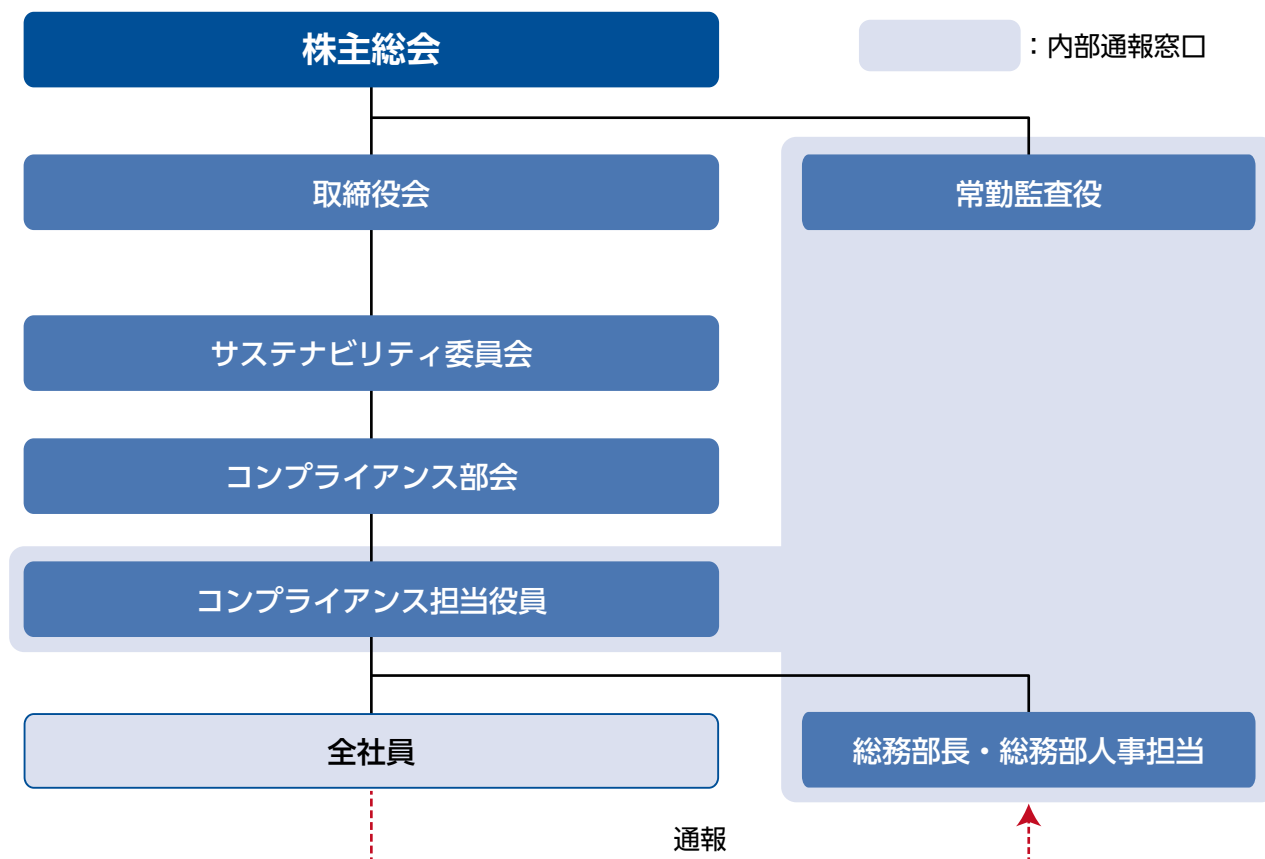 株主総会
：内部通報窓口
取締役会
常勤監査役
サステナビリティ委員会
コンプライアンス部会
コンプライアンス担当役員
全社員
総務部長・総務部人事担当
通報